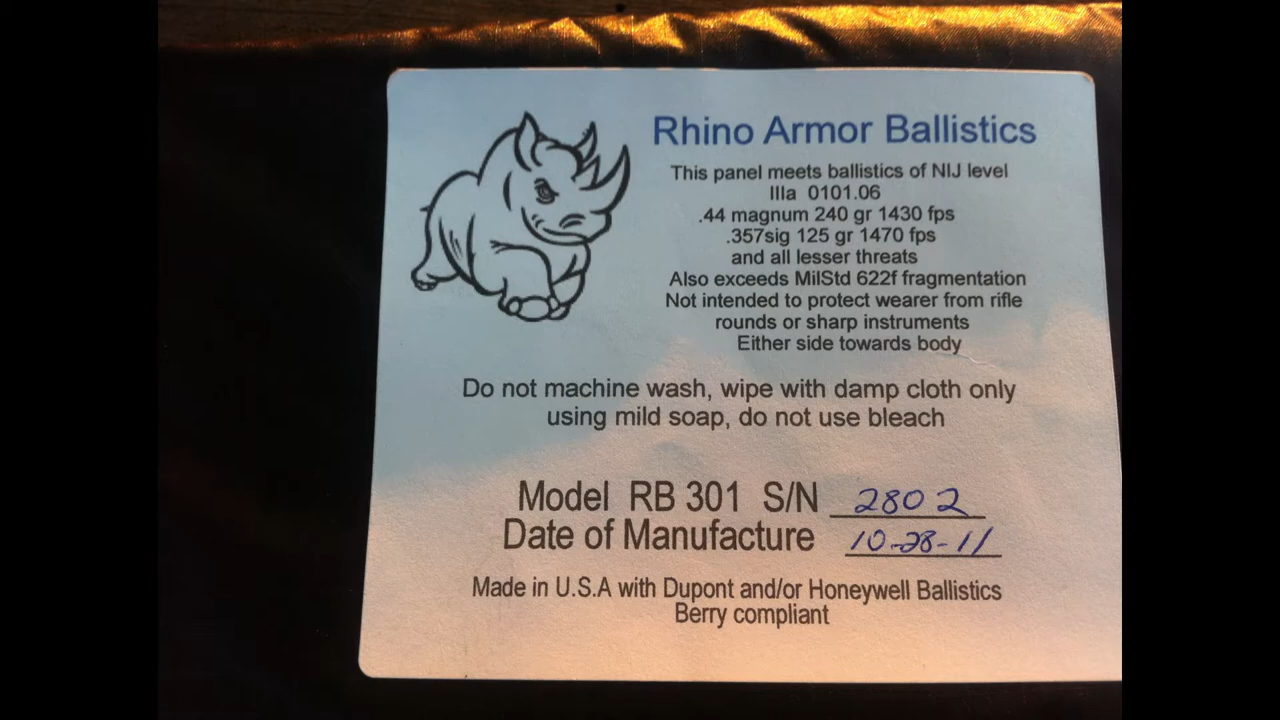 Rhino Armor Ballistics
This panel meets ballistics of NIJ level
IIIa 0101.06
.44 magnum 240 gr 1430 fps
.357sig 125 gr 1470 fps
and all lesser threats
Also exceeds MilStd 622f fragmentation
Not intended to protect wearer from rifle
rounds or sharp instruments
Either side towards body
Do not machine wash, wipe with damp cloth only
using mild soap, do not use bleach
Model RB 301 S/N 2802
Date of Manufacture 10-28-11
Made in U.S.A with Dupont and/or Honeywell Ballistics
Berry compliant